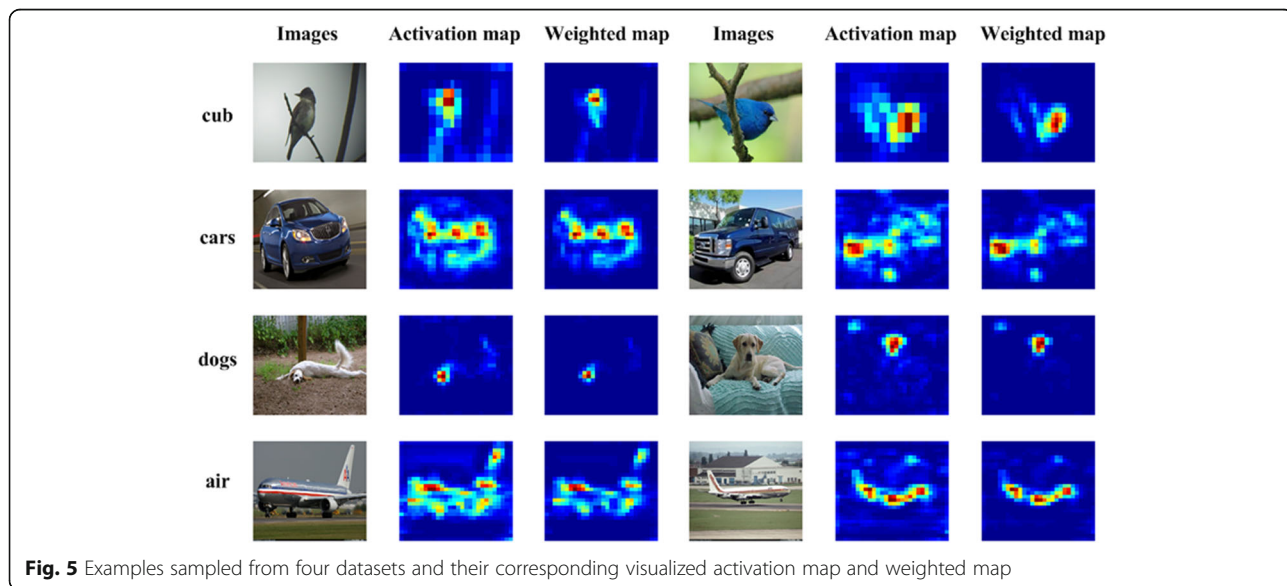 Images Activation map Weighted map Images Activation map Weighted map
cub
cars
dogs
air
Fig. 5 Examples sampled from four datasets and their corresponding visualized activation map and weighted map